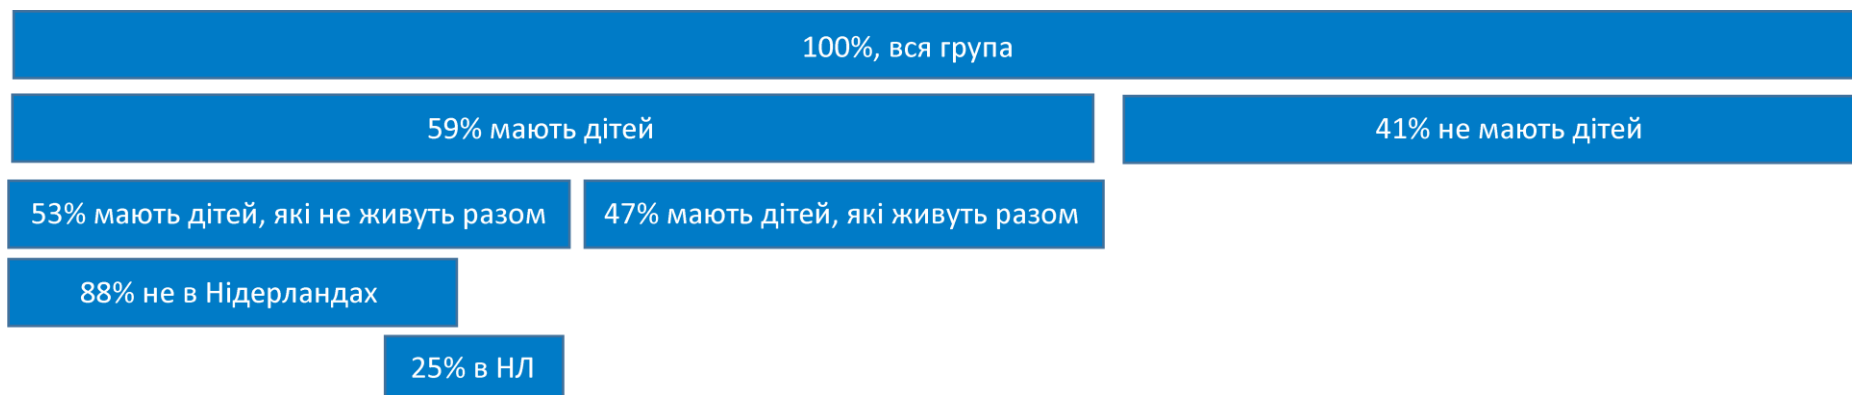 100%, вся група
59% мають дітей
41% не мають дітей
53% мають дітей, які не живуть разом
47% мають дітей, які живуть разом
88% не в Нідерландах
25% в НЛ